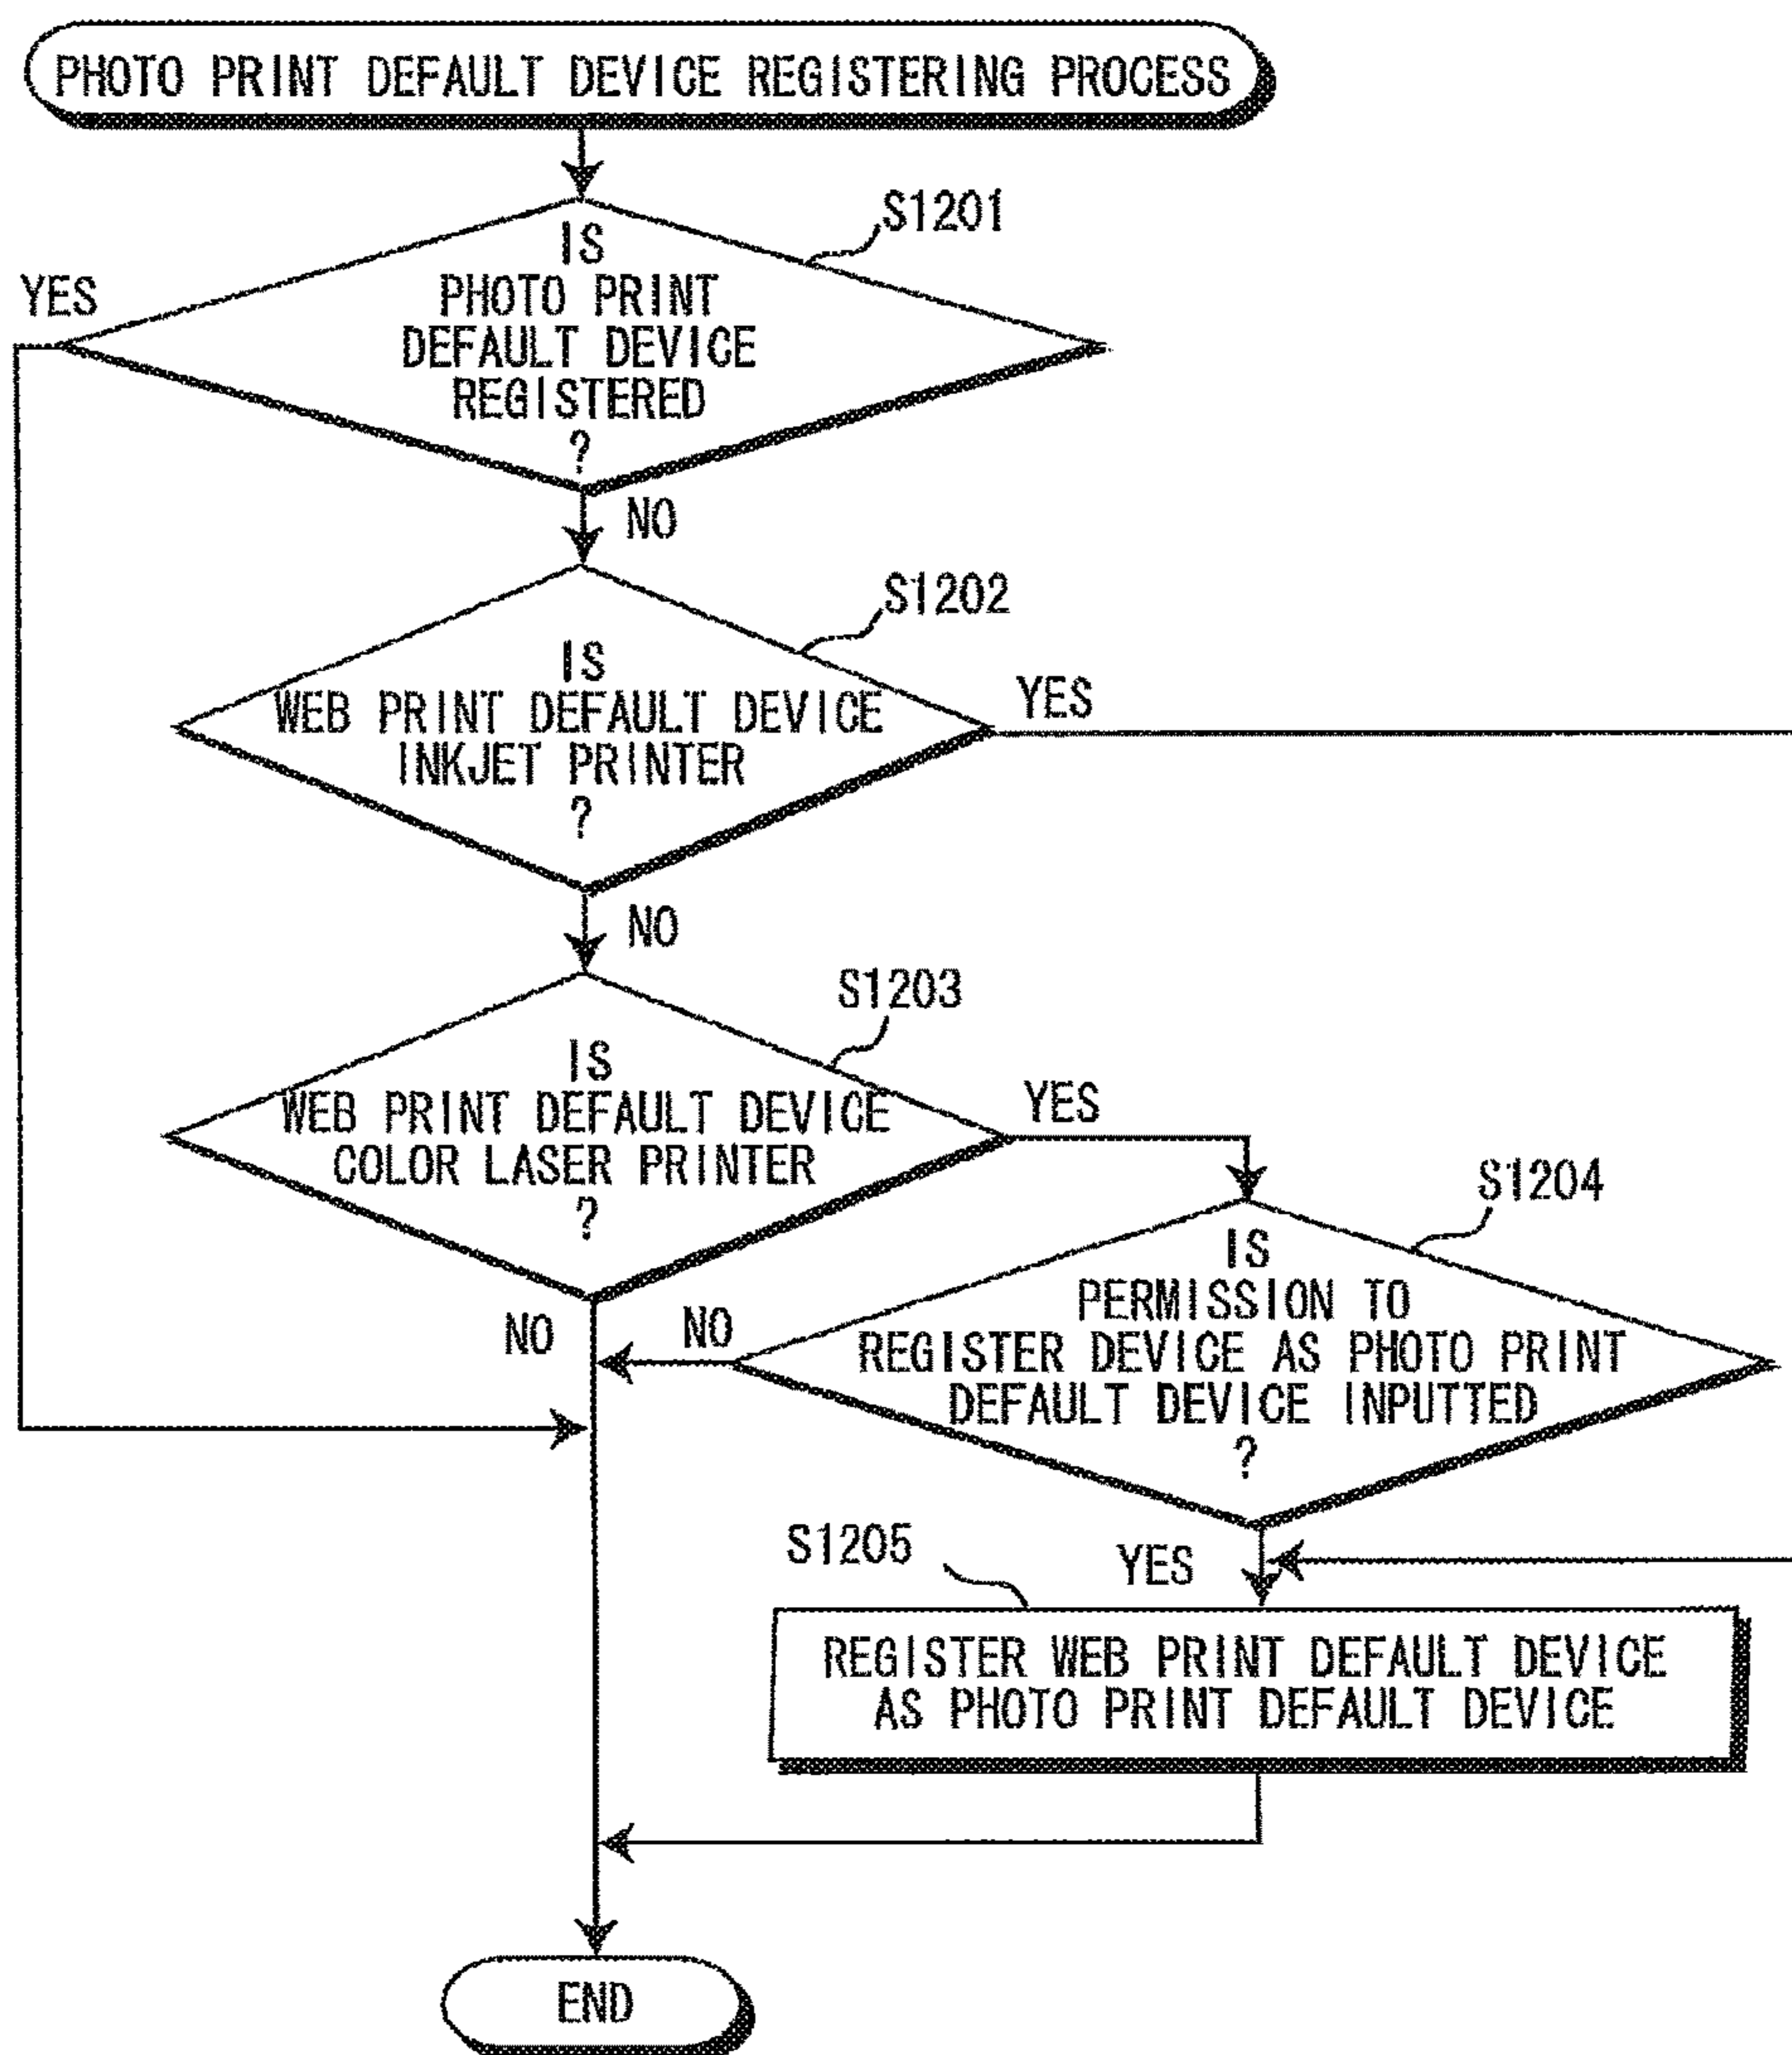 PHOTO PRINT DEFAULT DEVICE REGISTERING PROCESS
S1201
IS
PHOTO PRINT
DEFAULT DEVICE
REGISTERED
?
YES
NO
S1202
IS
WEB PRINT DEFAULT DEVICE
INKJET PRINTER
?
YES
NO
S1203
IS
WEB PRINT DEFAULT DEVICE
COLOR LASER PRINTER
?
YES
NO
S1204
IS
PERMISSION TO
REGISTER DEVICE AS PHOTO PRINT
DEFAULT DEVICE INPUTTED
?
NO
YES
S1205
REGISTER WEB PRINT DEFAULT DEVICE
AS PHOTO PRINT DEFAULT DEVICE
END